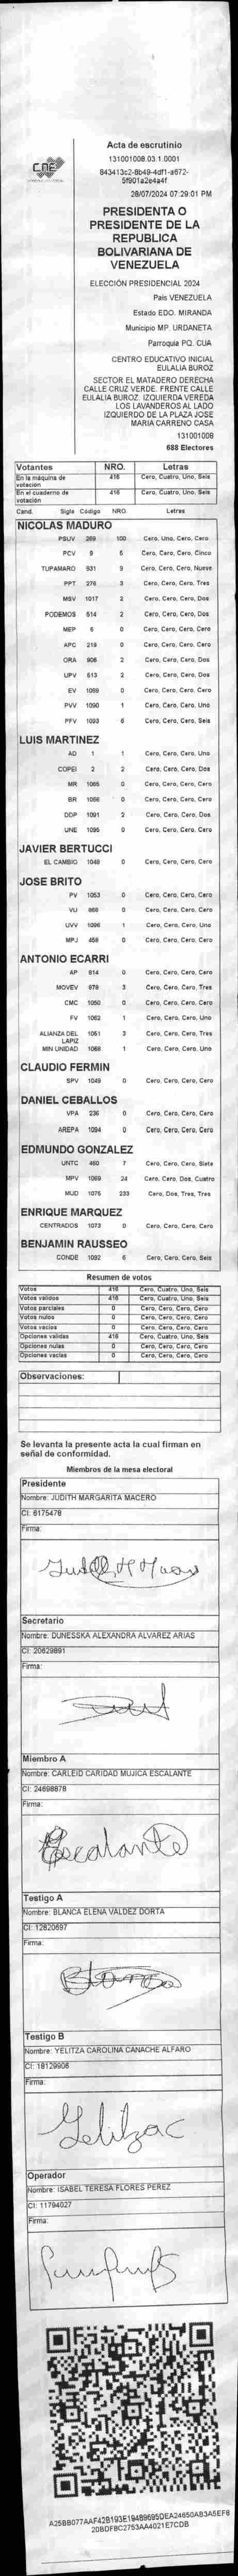 Acta de escrutinio
CNE
131001008.03.1.0001
843413c2-8b49-4df1-a672-
5f901a2e4a4f
28/07/2024 07:29:01 PM
PRESIDENTA O
PRESIDENTE DE LA
REPUBLICA
BOLIVARIANA DE
VENEZUELA
ELECCIÓN PRESIDENCIAL 2024
País VENEZUELA
Estado EDO. MIRANDA
Municipio MP. URDANETA
Parroquia PQ. CUA
CENTRO EDUCATIVO INICIAL
EULALIA BUROZ
SECTOR EL MATADERO DERECHA
CALLE CRUZ VERDE. FRENTE CALLE
EULALIA BUROZ. IZQUIERDA VEREDA
LOS LAVANDEROS AL LADO
IZQUIERDO DE LA PLAZA JOSE
MARIA CARRENO CASA
131001008
688 Electores
Votantes NRO. Letras
En la máquina de votación 416 Cero, Cuatro, Uno, Seis
En el cuaderno de votación 416 Cero, Cuatro, Uno, Seis
Cand. Sigla Código NRO. Letras
NICOLAS MADURO
PSUV 269 100 Cero, Uno, Cero, Cero
PCV 9 5 Cero, Cero, Cero, Cinco
TUPAMARO 931 9 Cero, Cero, Cero, Nueve
PPT 276 3 Cero, Cero, Cero, Tres
MSV 1017 2 Cero, Cero, Cero, Dos
PODEMOS 514 2 Cero, Cero, Cero, Dos
MEP 6 0 Cero, Cero, Cero, Cero
APC 219 0 Cero, Cero, Cero, Cero
ORA 908 2 Cero, Cero, Cero, Dos
UPV 613 2 Cero, Cero, Cero, Dos
EV 1089 0 Cero, Cero, Cero, Cero
PVV 1090 1 Cero, Cero, Cero, Uno
PFV 1093 6 Cero, Cero, Cero, Seis
LUIS MARTINEZ
AD 1 1 Cero, Cero, Cero, Uno
COPEI 2 2 Cero, Cero, Cero, Dos
MR 1065 0 Cero, Cero, Cero, Cero
BR 1056 0 Cero, Cero, Cero, Cero
DDP 1091 2 Cero, Cero, Cero, Dos
UNE 1095 0 Cero, Cero, Cero, Cero
JAVIER BERTUCCI
EL CAMBIO 1048 0 Cero, Cero, Cero, Cero
JOSE BRITO
PV 1053 0 Cero, Cero, Cero, Cero
VU 866 0 Cero, Cero, Cero, Cero
UVV 1096 1 Cero, Cero, Cero, Uno
MPJ 458 0 Cero, Cero, Cero, Cero
ANTONIO ECARRI
AP 914 0 Cero, Cero, Cero, Cero
MOVEV 978 3 Cero, Cero, Cero, Tres
CMC 1050 0 Cero, Cero, Cero, Cero
FV 1062 1 Cero, Cero, Cero, Uno
ALIANZA DEL LAPIZ 1061 3 Cero, Cero, Cero, Tres
MIN UNIDAD 1068 1 Cero, Cero, Cero, Uno
CLAUDIO FERMIN
SPV 1049 0 Cero, Cero, Cero, Cero
DANIEL CEBALLOS
VPA 236 0 Cero, Cero, Cero, Cero
AREPA 1094 0 Cero, Cero, Cero, Cero
EDMUNDO GONZALEZ
UNTC 460 7 Cero, Cero, Cero, Siete
MPV 1069 24 Cero, Cero, Dos, Cuatro
MUD 1075 233 Cero, Dos, Tres, Tres
ENRIQUE MARQUEZ
CENTRADOS 1073 0 Cero, Cero, Cero, Cero
BENJAMIN RAUSSEO
CONDE 1092 6 Cero, Cero, Cero, Seis
Resumen de votos
Votos 416 Cero, Cuatro, Uno, Seis
Votos validos 416 Cero, Cuatro, Uno, Seis
Votos parciales 0 Cero, Cero, Cero, Cero
Votos nulos 0 Cero, Cero, Cero, Cero
Votos vacios 0 Cero, Cero, Cero, Cero
Opciones validas 416 Cero, Cuatro, Uno, Seis
Opciones nulas 0 Cero, Cero, Cero, Cero
Opciones vacias 0 Cero, Cero, Cero, Cero
Observaciones:
Se levanta la presente acta la cual firman en
señal de conformidad.
Miembros de la mesa electoral
Presidente
Nombre: JUDITH MARGARITA MACERO
CI: 6175478
Firma:
Secretario
Nombre: DUNESSKA ALEXANDRA ALVAREZ ARIAS
CI: 20629891
Firma:
Miembro A
Nombre: CARLEID CARIDAD MUJICA ESCALANTE
CI: 24698878
Firma:
Escalante
Testigo A
Nombre: BLANCA ELENA VALDEZ DORTA
CI: 12820697
Firma:
Testigo B
Nombre: YELITZA CAROLINA CANACHE ALFARO
CI: 18129906
Firma:
Yelitzac
Operador
Nombre: ISABEL TERESA FLORES PEREZ
CI: 11794027
Firma:
A25BB077AAF42B193E19489695DEA24650AB3A5EF8
20BDF8C2753AA4021E7CDB